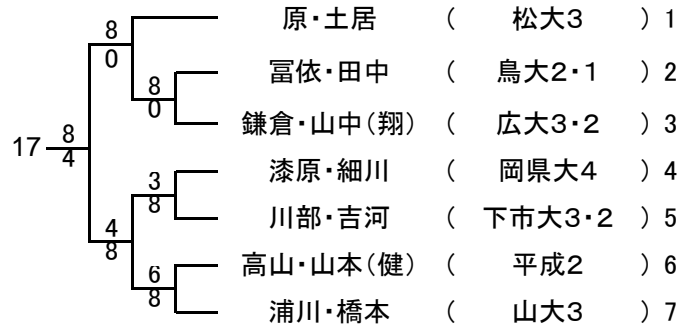 原・土居 ( 松大3 ) 1
8
0
冨依・田中 ( 鳥大2・1 ) 2
8
0
鎌倉・山中(翔) ( 広大3・2 ) 3
17
8
4
漆原・細川 ( 岡県大4 ) 4
3
8
川部・吉河 ( 下市大3・2 ) 5
4
8
高山・山本(健) ( 平成2 ) 6
6
8
浦川・橋本 ( 山大3 ) 7